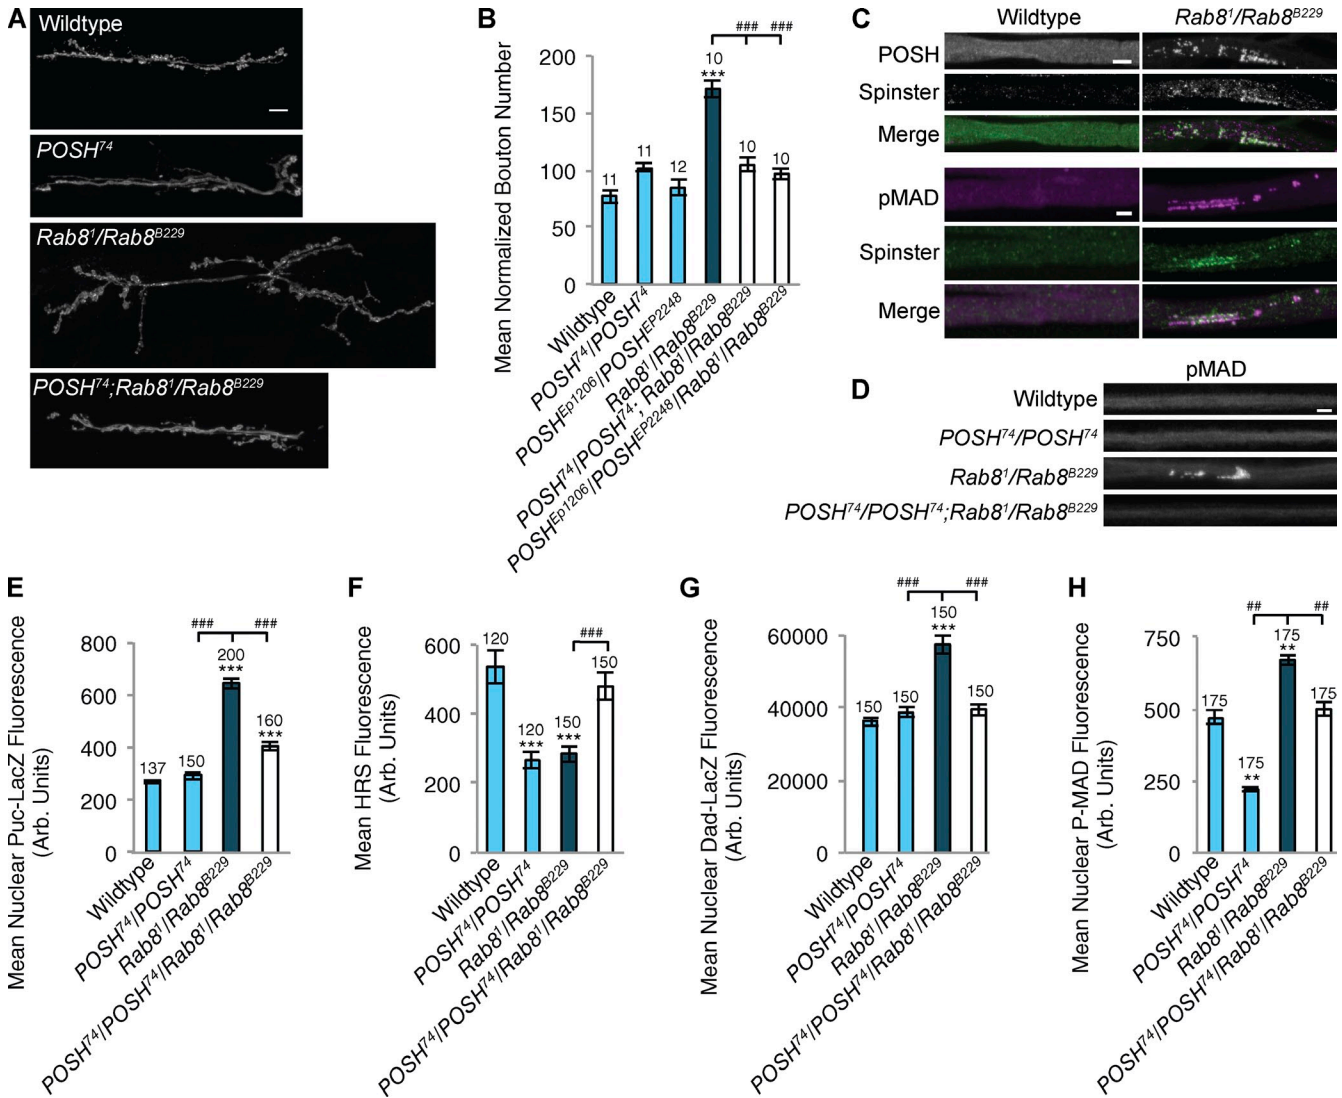 A
Wildtype
POSH74
Rab81/Rab8B229
POSH74;Rab81/Rab8B229
B
Mean Normalized Bouton Number
### ###
200
150
100
50
0
11
11
12
10
***
10
10
Wildtype
POSH74/POSH74
POSHEp1206/POSHEP2248
Rab81/Rab8B229
POSH74/POSH74; Rab81/Rab8B229
POSHEp1206/POSHEP2248/Rab81/Rab8B229
C
Wildtype
Rab81/Rab8B229
POSH
Spinster
Merge
pMAD
Spinster
Merge
D
pMAD
Wildtype
POSH74/POSH74
Rab81/Rab8B229
POSH74/POSH74;Rab81/Rab8B229
E
Mean Nuclear Puc-LacZ Fluorescence
(Arb. Units)
### ###
800
600
400
200
0
137
150
200
***
160
***
Wildtype
POSH74/POSH74
Rab81/Rab8B229
POSH74/POSH74/Rab81/Rab8B229
F
Mean HRS Fluorescence
(Arb. Units)
###
600
400
200
0
120
120
***
150
***
150
Wildtype
POSH74/POSH74
Rab81/Rab8B229
POSH74/POSH74/Rab81/Rab8B229
G
Mean Nuclear Dad-LacZ Fluorescence
(Arb. Units)
### ###
60000
40000
20000
0
150
150
150
***
150
Wildtype
POSH74/POSH74
Rab81/Rab8B229
POSH74/POSH74/Rab81/Rab8B229
H
Mean Nuclear P-MAD Fluorescence
(Arb. Units)
## ##
750
500
250
0
175
175
**
175
**
175
Wildtype
POSH74/POSH74
Rab81/Rab8B229
POSH74/POSH74/Rab81/Rab8B229